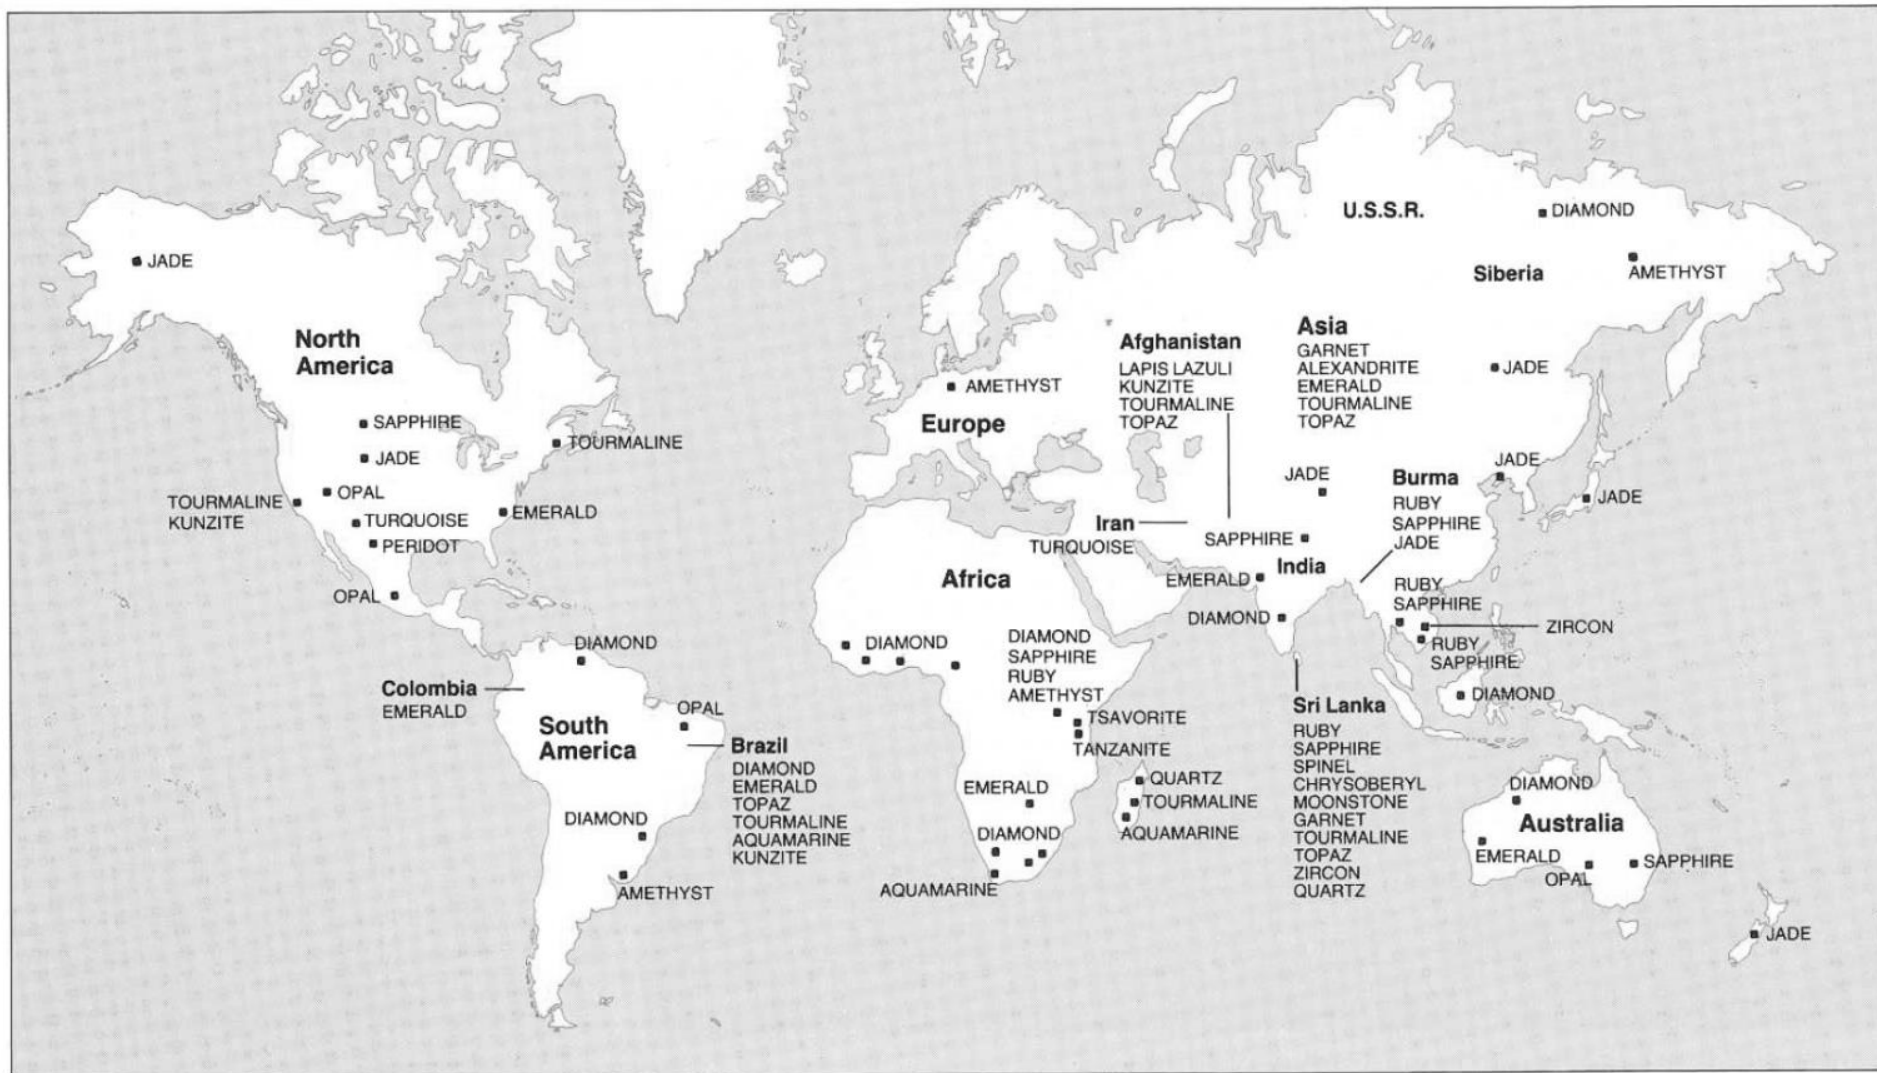 U.S.S.R.
DIAMOND
JADE
Siberia
AMETHYST
North
America
Afghanistan
LAPIS LAZULI
KUNZITE
TOURMALINE
TOPAZ
Asia
GARNET
ALEXANDRITE
EMERALD
TOURMALINE
TOPAZ
JADE
AMETHYST
Europe
SAPPHIRE
TOURMALINE
JADE
OPAL
TOURMALINE
KUNZITE
TURQUOISE
EMERALD
PERIDOT
OPAL
JADE
Burma
RUBY
SAPPHIRE
JADE
JADE
JADE
Iran
TURQUOISE
SAPPHIRE
India
EMERALD
DIAMOND
Africa
RUBY
SAPPHIRE
ZIRCON
RUBY
SAPPHIRE
DIAMOND
DIAMOND
DIAMOND
DIAMOND
SAPPHIRE
RUBY
AMETHYST
TSAVORITE
TANZANITE
Colombia
EMERALD
South
America
OPAL
Brazil
DIAMOND
EMERALD
TOPAZ
TOURMALINE
AQUAMARINE
KUNZITE
DIAMOND
AMETHYST
EMERALD
DIAMOND
AQUAMARINE
QUARTZ
TOURMALINE
AQUAMARINE
Sri Lanka
RUBY
SAPPHIRE
SPINEL
CHRYSOBERYL
MOONSTONE
GARNET
TOURMALINE
TOPAZ
ZIRCON
QUARTZ
DIAMOND
Australia
EMERALD
OPAL
SAPPHIRE
JADE